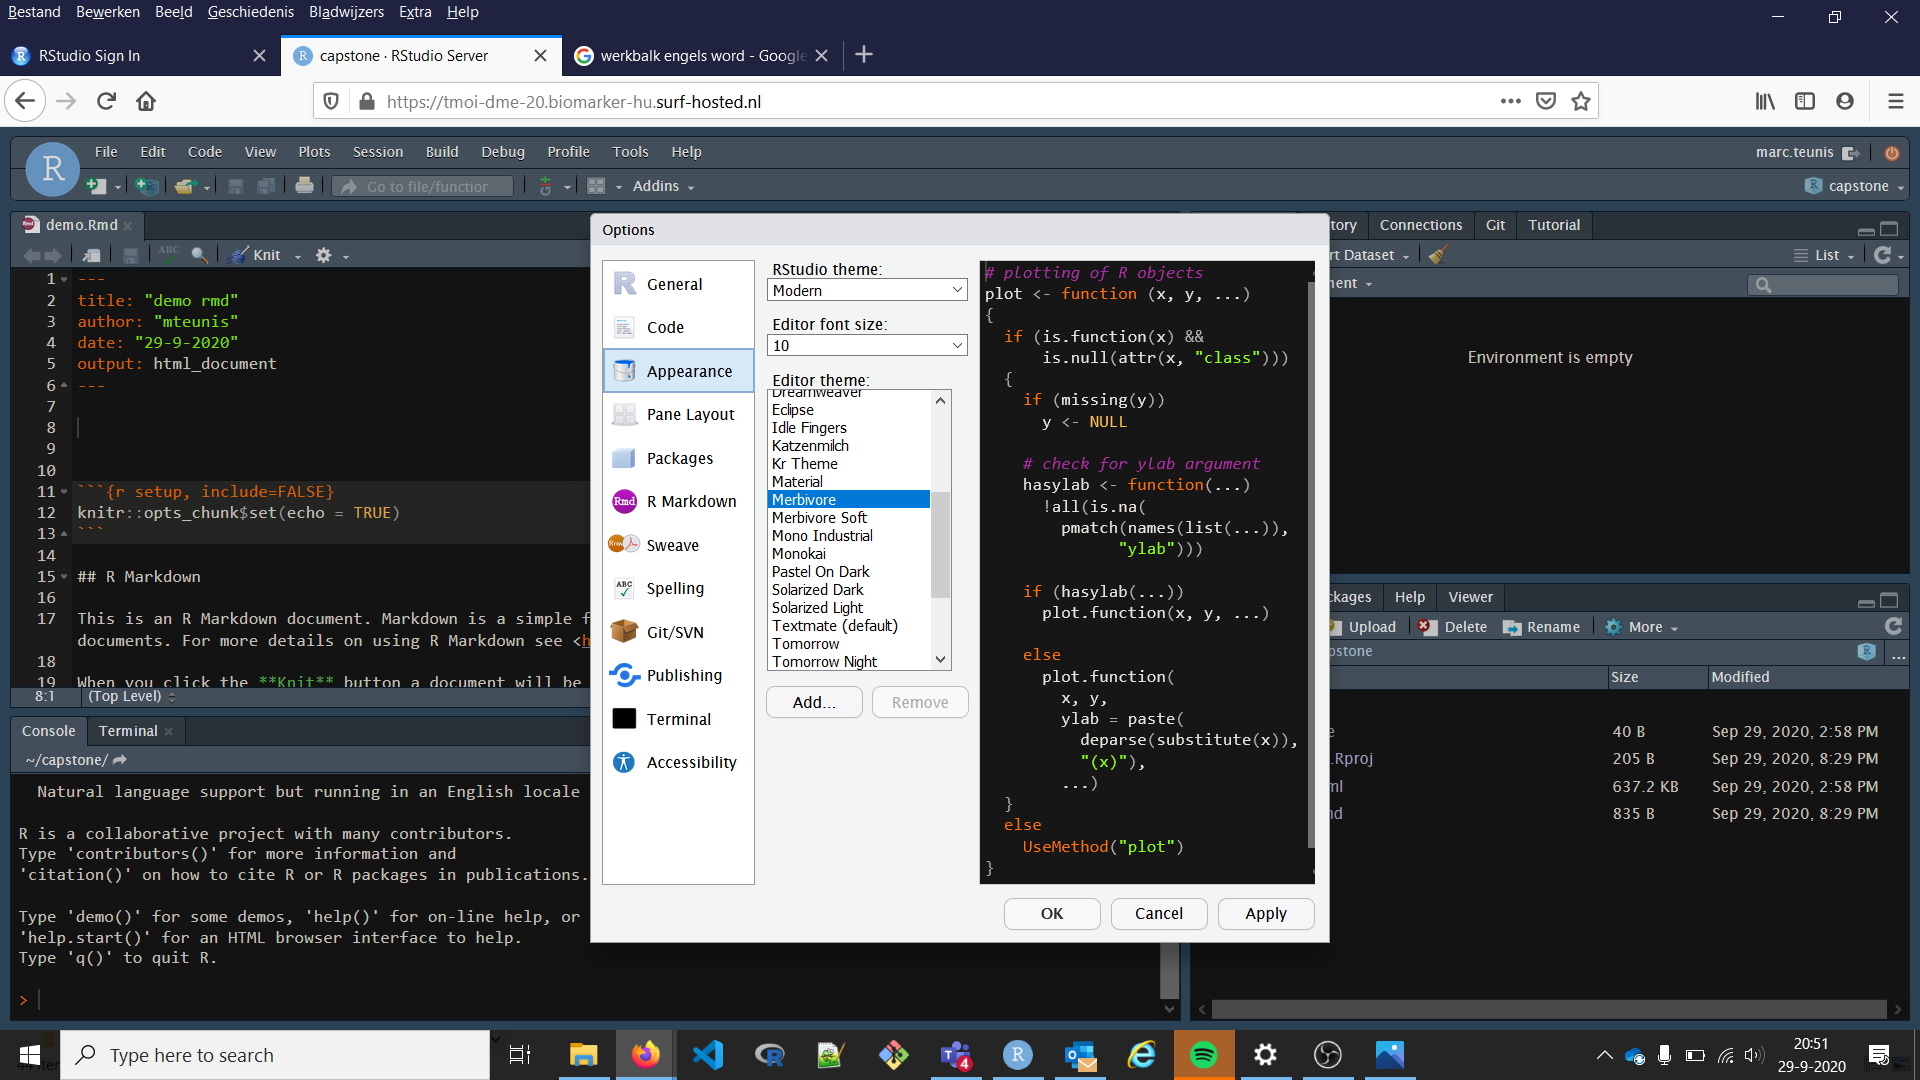 Bestand Bewerken Beeld Geschiedenis Bladwijzers Extra Help
RStudio Sign In
capstone · RStudio Server
werkbalk engels word - Google
https://tmoi-dme-20.biomarker-hu.surf-hosted.nl
File Edit Code View Plots Session Build Debug Profile Tools Help
marc.teunis
Go to file/function
Addins
capstone
demo.Rmd
ABC
Knit
1 ---
2 title: "demo rmd"
3 author: "mteunis"
4 date: "29-9-2020"
5 output: html_document
6 ---
7
8
9
10
11 ```{r setup, include=FALSE}
12 knitr::opts_chunk$set(echo = TRUE)
13 ```
14
15 ## R Markdown
16
17 This is an R Markdown document. Markdown is a simple f
documents. For more details on using R Markdown see <h
18
19 When you click the **Knit** button a document will be
8:1 (Top Level)
Console Terminal
~/capstone/
Natural language support but running in an English locale
R is a collaborative project with many contributors.
Type 'contributors()' for more information and
'citation()' on how to cite R or R packages in publications.
Type 'demo()' for some demos, 'help()' for on-line help, or
'help.start()' for an HTML browser interface to help.
Type 'q()' to quit R.
>
Options
General
Code
Appearance
Pane Layout
Packages
Rmd R Markdown
Sweave
ABC Spelling
Git/SVN
Publishing
Terminal
Accessibility
RStudio theme:
Modern
Editor font size:
10
Editor theme:
Dreamweaver
Eclipse
Idle Fingers
Katzenmilch
Kr Theme
Material
Merbivore
Merbivore Soft
Mono Industrial
Monokai
Pastel On Dark
Solarized Dark
Solarized Light
Textmate (default)
Tomorrow
Tomorrow Night
Add... Remove
# plotting of R objects
plot <- function (x, y, ...)
{
if (is.function(x) &&
is.null(attr(x, "class")))
{
if (missing(y))
y <- NULL
# check for ylab argument
hasylab <- function(...)
!all(is.na(
pmatch(names(list(...)),
"ylab")))
if (hasylab(...))
plot.function(x, y, ...)
else
plot.function(
x, y,
ylab = paste(
deparse(substitute(x)),
"(x)"),
...)
}
else
UseMethod("plot")
}
OK Cancel Apply
tory Connections Git Tutorial
rt Dataset
List
ment
Environment is empty
ckages Help Viewer
Upload Delete Rename More
pstone
...
Size Modified
e 40 B Sep 29, 2020, 2:58 PM
.Rproj 205 B Sep 29, 2020, 8:29 PM
ml 637.2 KB Sep 29, 2020, 2:58 PM
nd 835 B Sep 29, 2020, 8:29 PM
Type here to search
4
20:51
29-9-2020